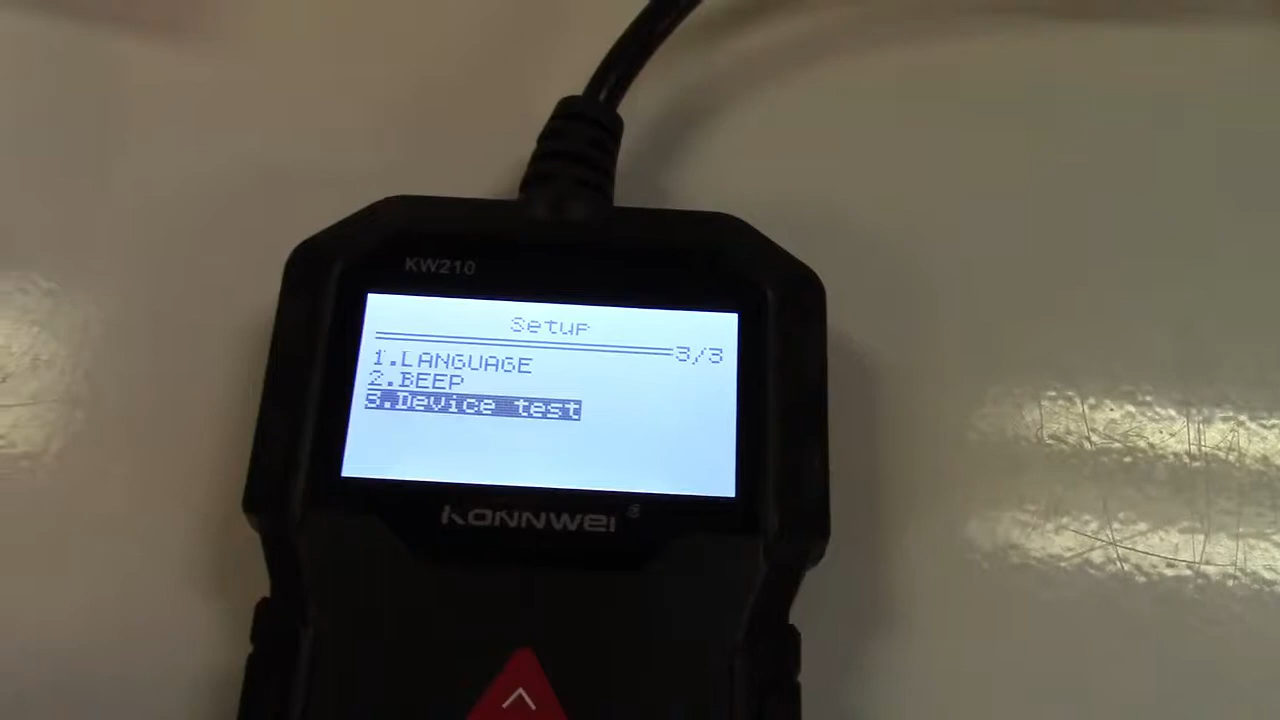 KW210
Setup
3/3
1.LANGUAGE
2.BEEP
3.Device test
KONNWEI ®